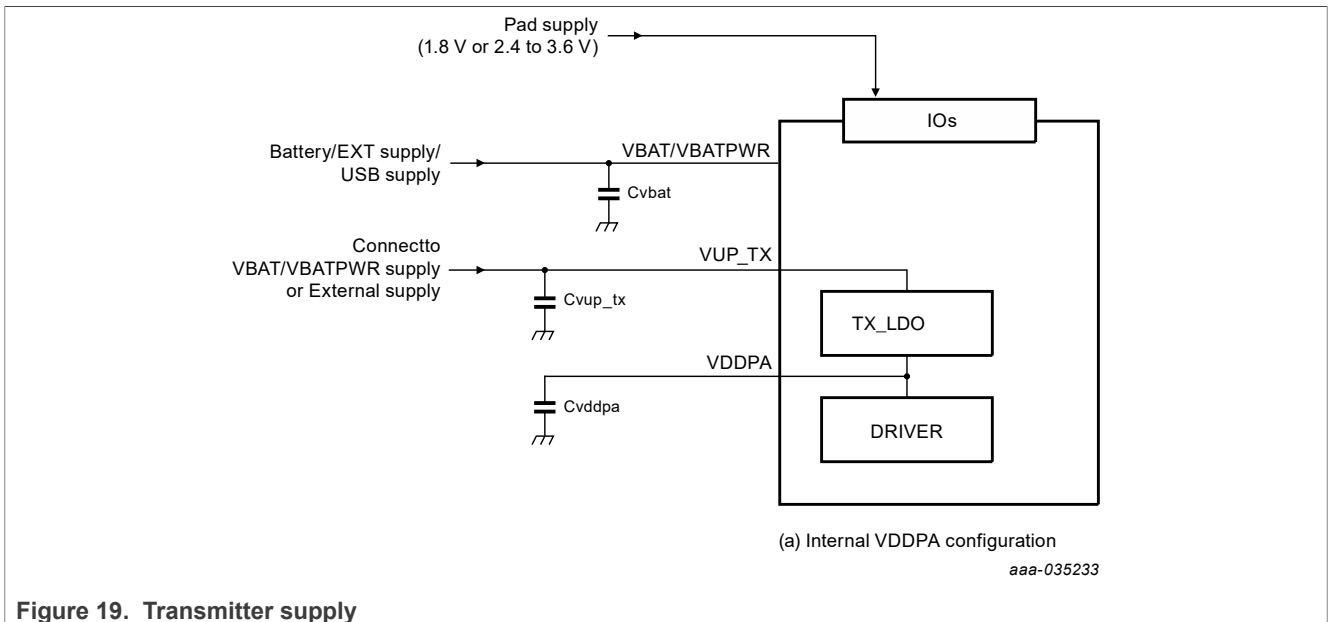 Pad supply
(1.8 V or 2.4 to 3.6 V)
IOs
Battery/EXT supply/
USB supply
VBAT/VBATPWR
Cvbat
Connectto
VBAT/VBATPWR supply
or External supply
VUP_TX
Cvup_tx
TX_LDO
VDDPA
Cvddpa
DRIVER
(a) Internal VDDPA configuration
aaa-035233
Figure 19. Transmitter supply